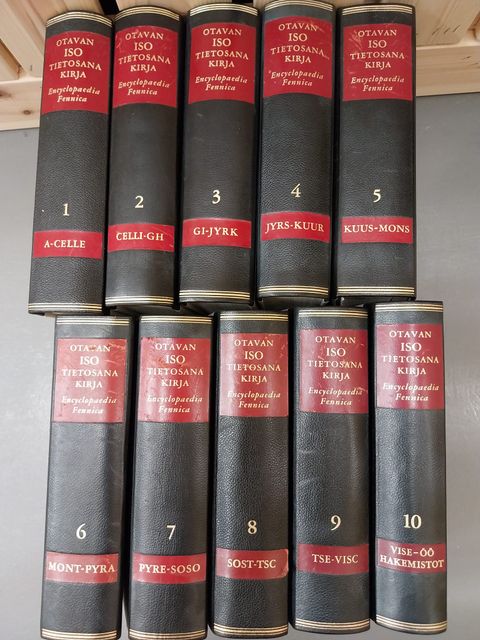 OTAVAN
ISO
TIETOSANA
KIRJA
Encyclopaedia
Fennica
1
A-CELLE
OTAVAN
ISO
TIETOSANA
KIRJA
Encyclopaedia
Fennica
2
CELLI-GH
OTAVAN
ISO
TIETOSANA
KIRJA
Encyclopaedia
Fennica
3
GI-JYRK
OTAVAN
ISO
TIETOSANA
KIRJA
Encyclopaedia
Fennica
4
JYRS-KUUR
OTAVAN
ISO
TIETOSANA
KIRJA
Encyclopaedia
Fennica
5
KUUS-MONS
OTAVAN
ISO
TIETOSANA
KIRJA
Encyclopaedia
Fennica
6
MONT-PYRA
OTAVAN
ISO
TIETOSANA
KIRJA
Encyclopaedia
Fennica
7
PYRE-SOSO
OTAVAN
ISO
TIETOSANA
KIRJA
Encyclopaedia
Fennica
8
SOST-TSC
OTAVAN
ISO
TIETOSANA
KIRJA
Encyclopaedia
Fennica
9
TSE-VISC
OTAVAN
ISO
TIETOSANA
KIRJA
Encyclopaedia
Fennica
10
VISE-ÖÖ
HAKEMISTOT